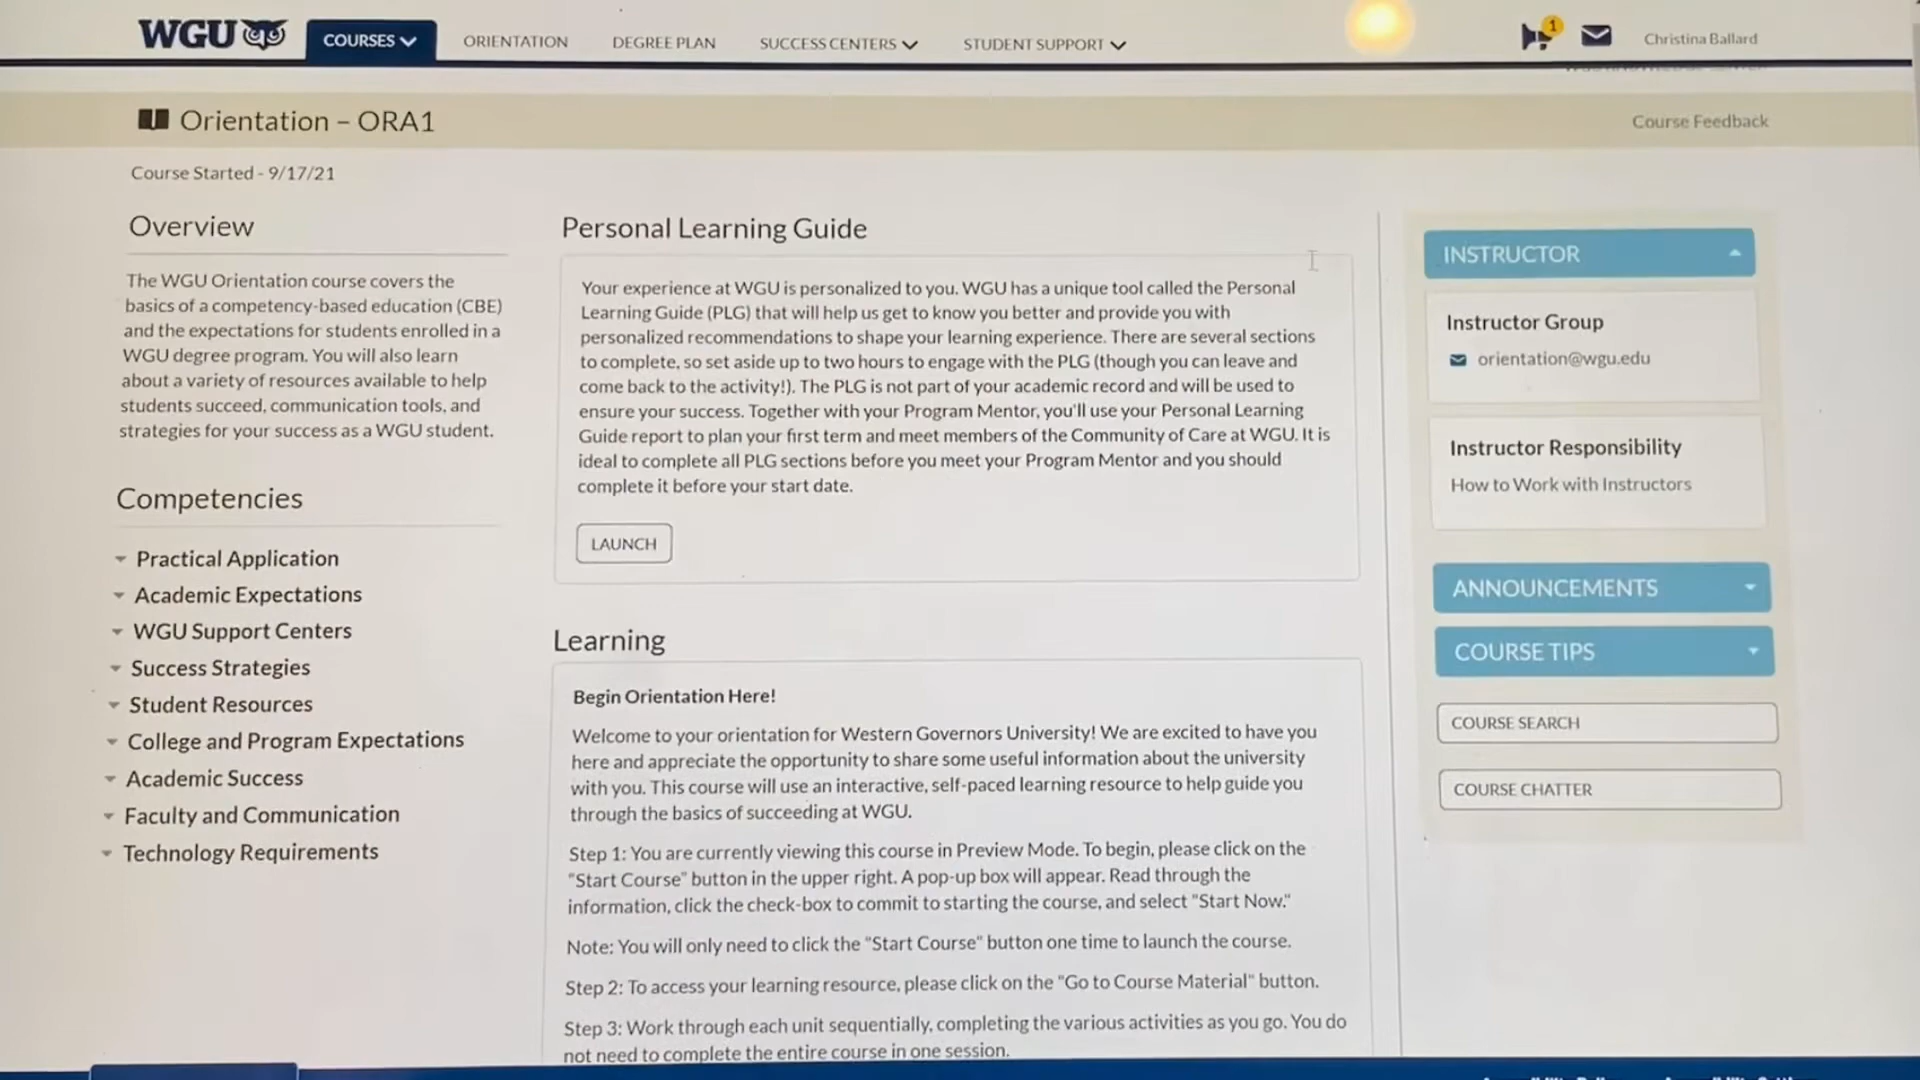 WGU
COURSES
ORIENTATION
DEGREE PLAN
SUCCESS CENTERS
STUDENT SUPPORT
1
Christina Ballard
Orientation – ORA1
Course Feedback
Course Started - 9/17/21
Overview
The WGU Orientation course covers the
basics of a competency-based education (CBE)
and the expectations for students enrolled in a
WGU degree program. You will also learn
about a variety of resources available to help
students succeed, communication tools, and
strategies for your success as a WGU student.
Competencies
Practical Application
Academic Expectations
WGU Support Centers
Success Strategies
Student Resources
College and Program Expectations
Academic Success
Faculty and Communication
Technology Requirements
Personal Learning Guide
Your experience at WGU is personalized to you. WGU has a unique tool called the Personal
Learning Guide (PLG) that will help us get to know you better and provide you with
personalized recommendations to shape your learning experience. There are several sections
to complete, so set aside up to two hours to engage with the PLG (though you can leave and
come back to the activity!). The PLG is not part of your academic record and will be used to
ensure your success. Together with your Program Mentor, you'll use your Personal Learning
Guide report to plan your first term and meet members of the Community of Care at WGU. It is
ideal to complete all PLG sections before you meet your Program Mentor and you should
complete it before your start date.
LAUNCH
Learning
Begin Orientation Here!
Welcome to your orientation for Western Governors University! We are excited to have you
here and appreciate the opportunity to share some useful information about the university
with you. This course will use an interactive, self-paced learning resource to help guide you
through the basics of succeeding at WGU.
Step 1: You are currently viewing this course in Preview Mode. To begin, please click on the
"Start Course" button in the upper right. A pop-up box will appear. Read through the
information, click the check-box to commit to starting the course, and select "Start Now."
Note: You will only need to click the "Start Course" button one time to launch the course.
Step 2: To access your learning resource, please click on the "Go to Course Material" button.
Step 3: Work through each unit sequentially, completing the various activities as you go. You do
not need to complete the entire course in one session.
INSTRUCTOR
Instructor Group
orientation@wgu.edu
Instructor Responsibility
How to Work with Instructors
ANNOUNCEMENTS
COURSE TIPS
COURSE SEARCH
COURSE CHATTER